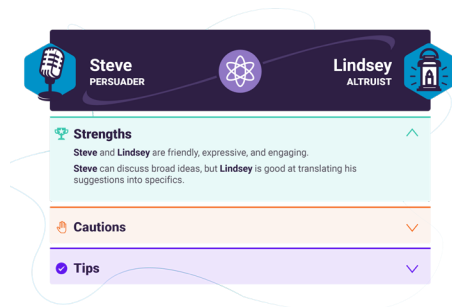 Steve
PERSUADER
Lindsey
ALTRUIST
Strengths
Steve and Lindsey are friendly, expressive, and engaging.
Steve can discuss broad ideas, but Lindsey is good at translating his
suggestions into specifics.
Cautions
Tips